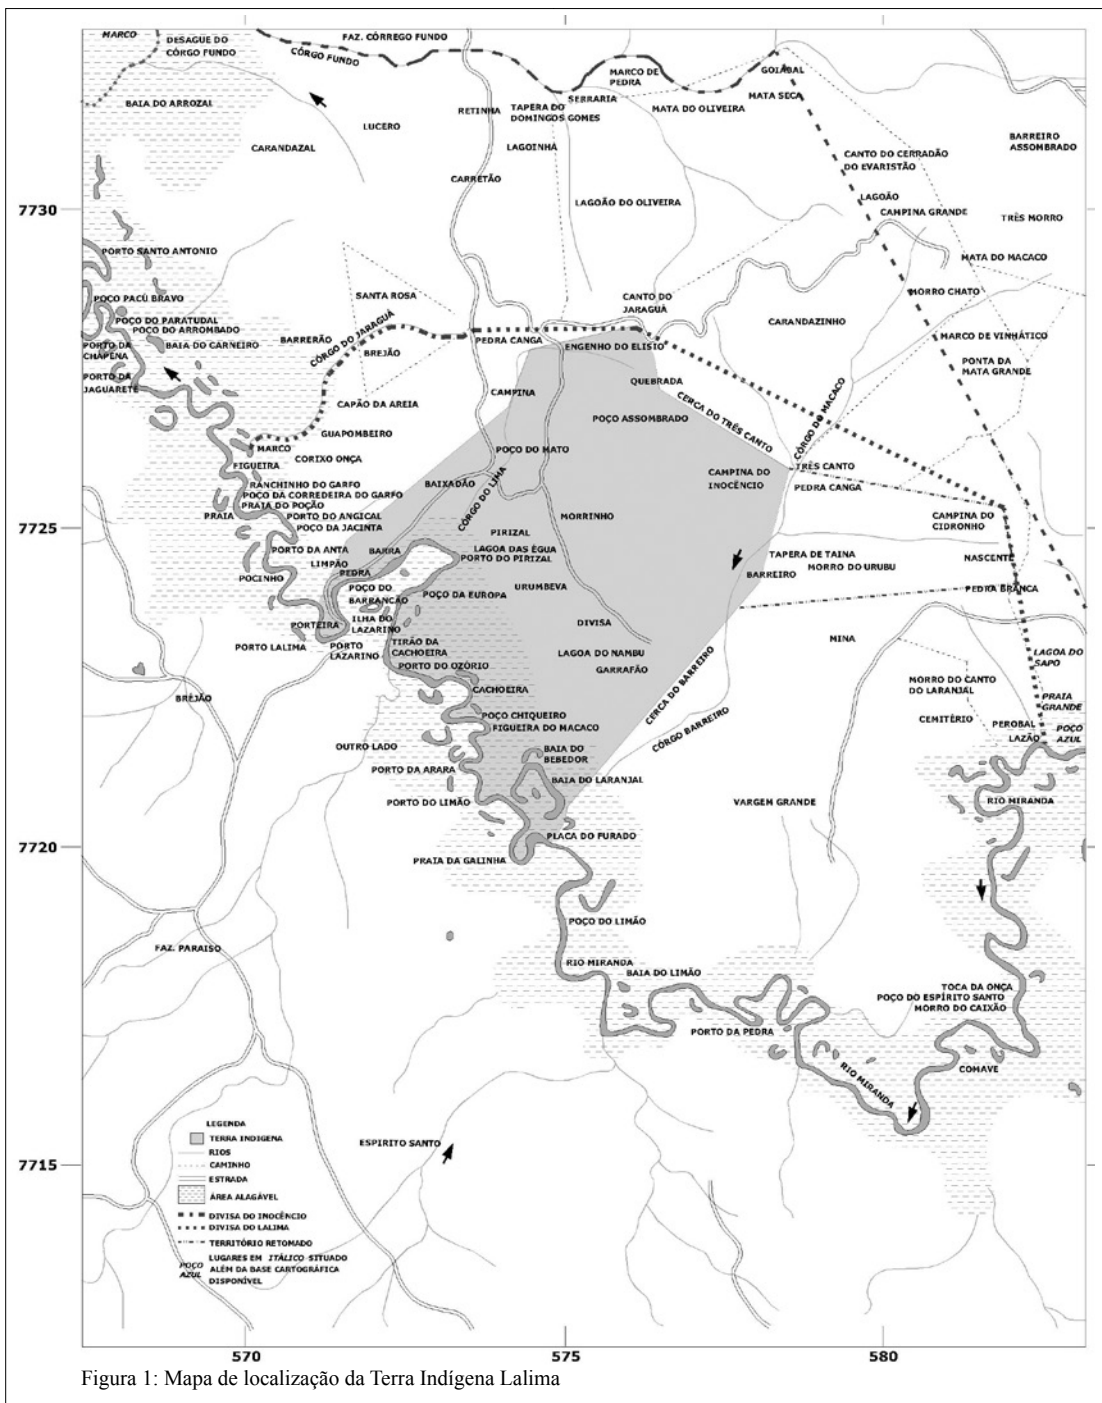 MARCO
DESAGUE DO
CÓRGO FUNDO
FAZ. CÓRREGO FUNDO
CÓRGO FUNDO
BAIA DO ARROZAL
CARANDAZAL
LUCERO
RETINHA
TAPERA DO
DOMINGOS GOMES
SERRARIA
MARCO DE
PEDRA
MATA DO OLIVEIRA
GOIABAL
MATA SECA
LAGOINHA
CARRETÃO
LAGOÃO DO OLIVEIRA
CANTO DO CERRADÃO
DO EVARISTÃO
BARREIRO
ASSOMBRADO
LAGOÃO
CAMPINA GRANDE
TRÊS MORRO
7730
PORTO SANTO ANTONIO
MATA DO MACACO
POÇO PACÚ BRAVO
SANTA ROSA
CANTO DO
JARAGUÁ
MORRO CHATO
POÇO DO PARATUDAL
POÇO DO ARROMBADO
CARANDAZINHO
PORTO DA
CHAPENA
BAIA DO CARNEIRO
BARRERÃO
CÓRGO DO JARAGUÁ
BREJÃO
PEDRA CANGA
ENGENHO DO ELISIO
MARCO DE VINHÁTICO
PONTA DA
MATA GRANDE
PORTO DA
JAGUARETE
CAMPINA
QUEBRADA
CAPÃO DA AREIA
POÇO ASSOMBRADO
CERCA DO TRÊS CANTO
CÓRGO DO MACACO
GUAPOMBEIRO
MARCO
CORIXO ONÇA
FIGUEIRA
POÇO DO MATO
TRÊS CANTO
CAMPINA DO
INOCÊNCIO
PEDRA CANGA
RANCHINHO DO GARFO
POÇO DA CORREDEIRA DO GARFO
PRAIA DO POÇÃO
BAIXADÃO
CÓRGO DO LIMA
PRAIA
PORTO DO ANGICAL
POÇO DA JACINTA
MORRINHO
CAMPINA DO
CIDRONHO
7725
PIRIZAL
PORTO DA ANTA
BARRA
LAGOA DAS ÉGUA
PORTO DO PIRIZAL
TAPERA DE TAINA
MORRO DO URUBU
NASCENTE
LIMPÃO
PEDRA
BARREIRO
POCINHO
POÇO DO
BARRANCÃO
POÇO DA EUROPA
URUMBEVA
PEDRA BRANCA
PORTEIRA
ILHA DO
LAZARINO
DIVISA
PORTO LALIMA
PORTO
LAZARINO
TIRÃO DA
CACHOEIRA
PORTO DO OZÓRIO
LAGOA DO NAMBU
GARRAFÃO
MINA
LAGOA DO
SAPO
CACHOEIRA
CERCA DO BARREIRO
MORRO DO CANTO
DO LARANJAL
BREJÃO
PRAIA
GRANDE
POÇO CHIQUEIRO
FIGUEIRA DO MACACO
CÓRGO BARREIRO
CEMITÉRIO
PEROBAL
LAZÃO
POÇO
AZUL
OUTRO LADO
BAIA DO
BEBEDOR
PORTO DA ARARA
BAIA DO LARANJAL
PORTO DO LIMÃO
VARGEM GRANDE
RIO MIRANDA
PLACA DO FURADO
7720
PRAIA DA GALINHA
POÇO DO LIMÃO
FAZ. PARAISO
RIO MIRANDA
BAIA DO LIMÃO
TOCA DA ONÇA
POÇO DO ESPÍRITO SANTO
MORRO DO CAIXÃO
PORTO DA PEDRA
RIO MIRANDA
COMAVE
ESPIRITO SANTO
7715
LEGENDA
TERRA INDIGENA
RIOS
CAMINHO
ESTRADA
ÁREA ALAGÁVEL
DIVISA DO INOCÊNCIO
DIVISA DO LALIMA
TERRITÓRIO RETOMADO
POÇO
AZUL
LUGARES EM ITÁLICO SITUADO
ALÉM DA BASE CARTOGRÁFICA
DISPONÍVEL
570
575
580
Figura 1: Mapa de localização da Terra Indígena Lalima